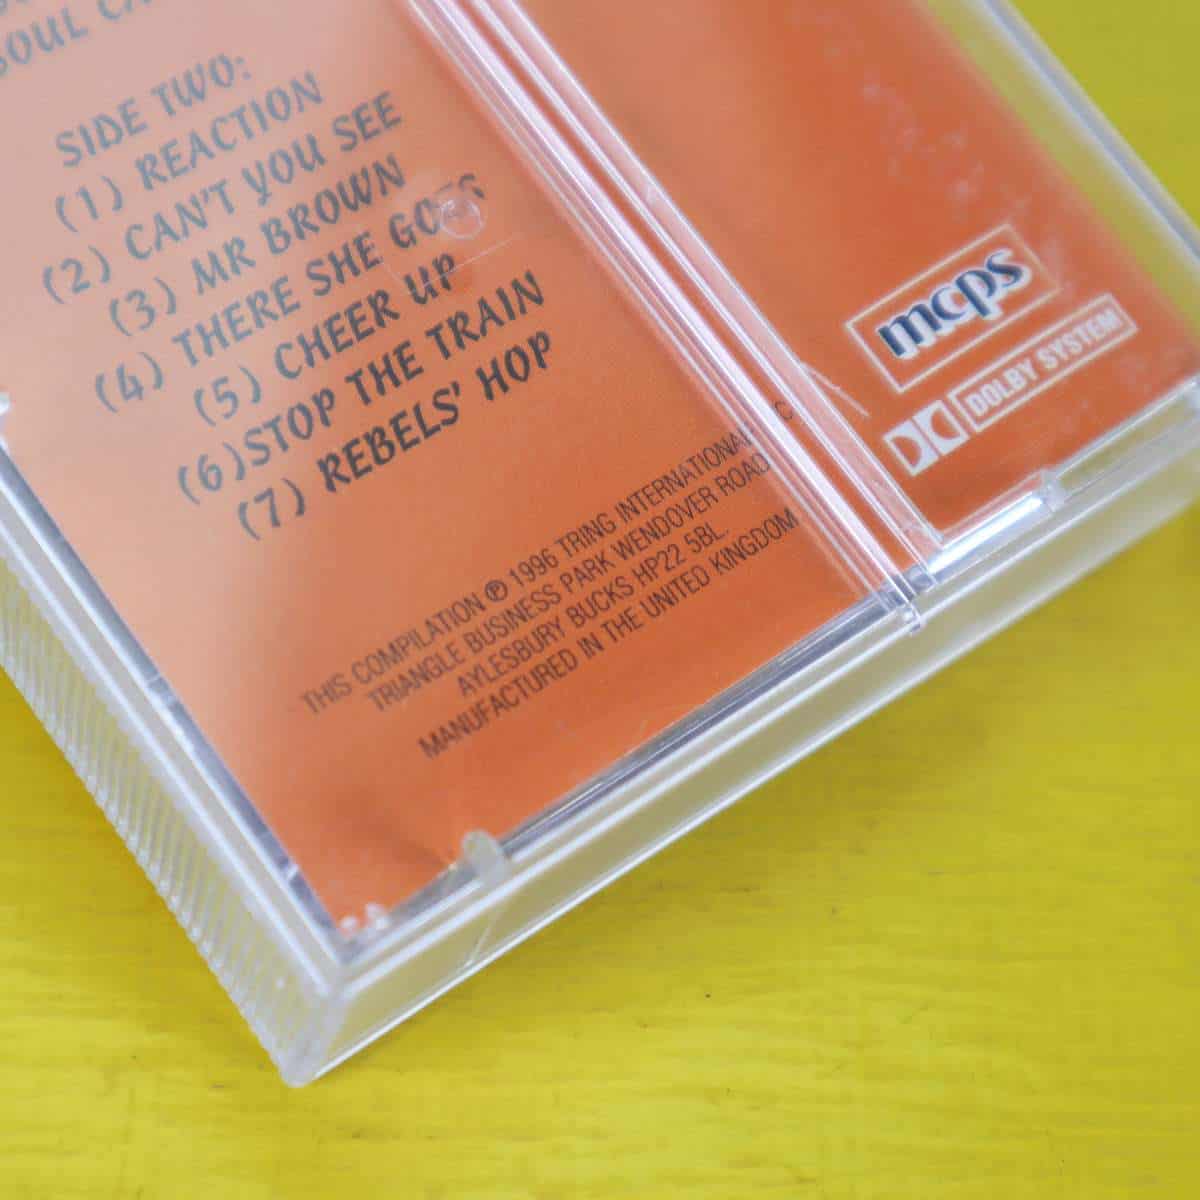 SOUL
SIDE TWO:
(1) REACTION
(2) CAN'T YOU SEE
(3) MR BROWN
(4) THERE SHE GOES
(5) CHEER UP
(6) STOP THE TRAIN
(7) REBELS' HOP
THIS COMPILATION ℗ 1996 TRING INTERNATIONAL
TRIANGLE BUSINESS PARK WENDOVER ROAD
AYLESBURY BUCKS HP22 5BL.
MANUFACTURED IN THE UNITED KINGDOM
mcps
DOLBY SYSTEM